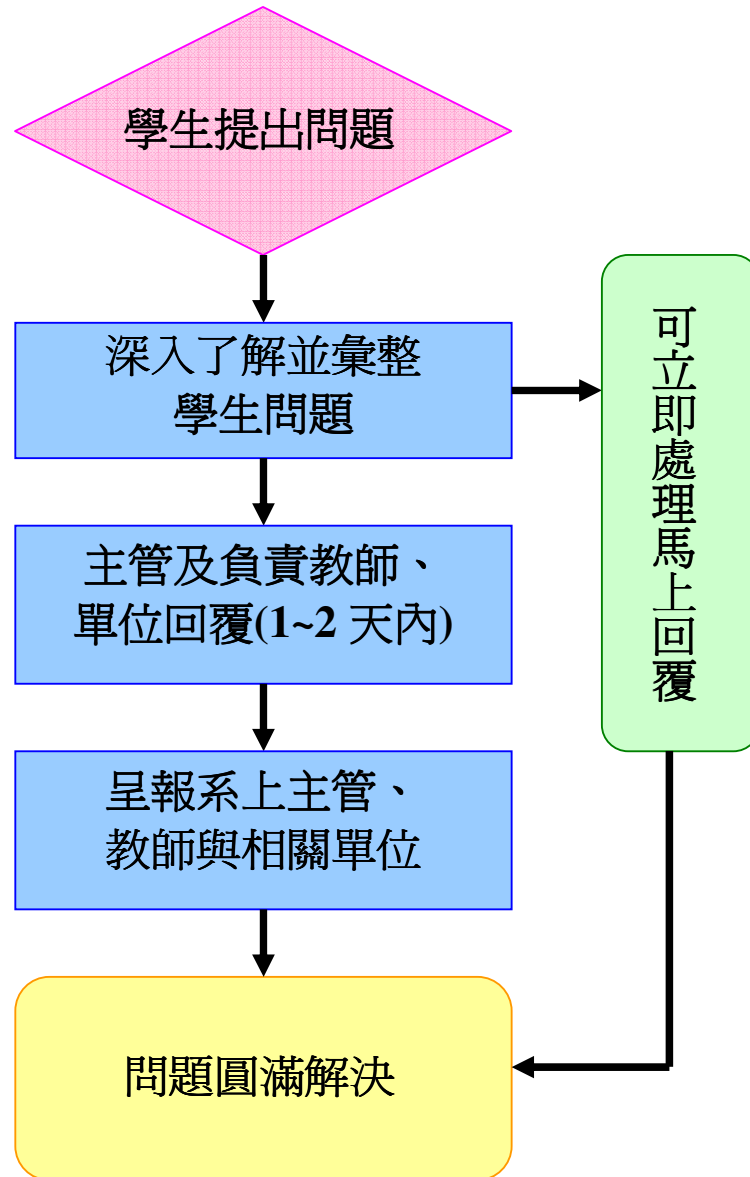 學生提出問題
深入了解並彙整
學生問題
可立即處理馬上回覆
主管及負責教師、
單位回覆(1~2 天內)
呈報系上主管、
教師與相關單位
問題圓滿解決